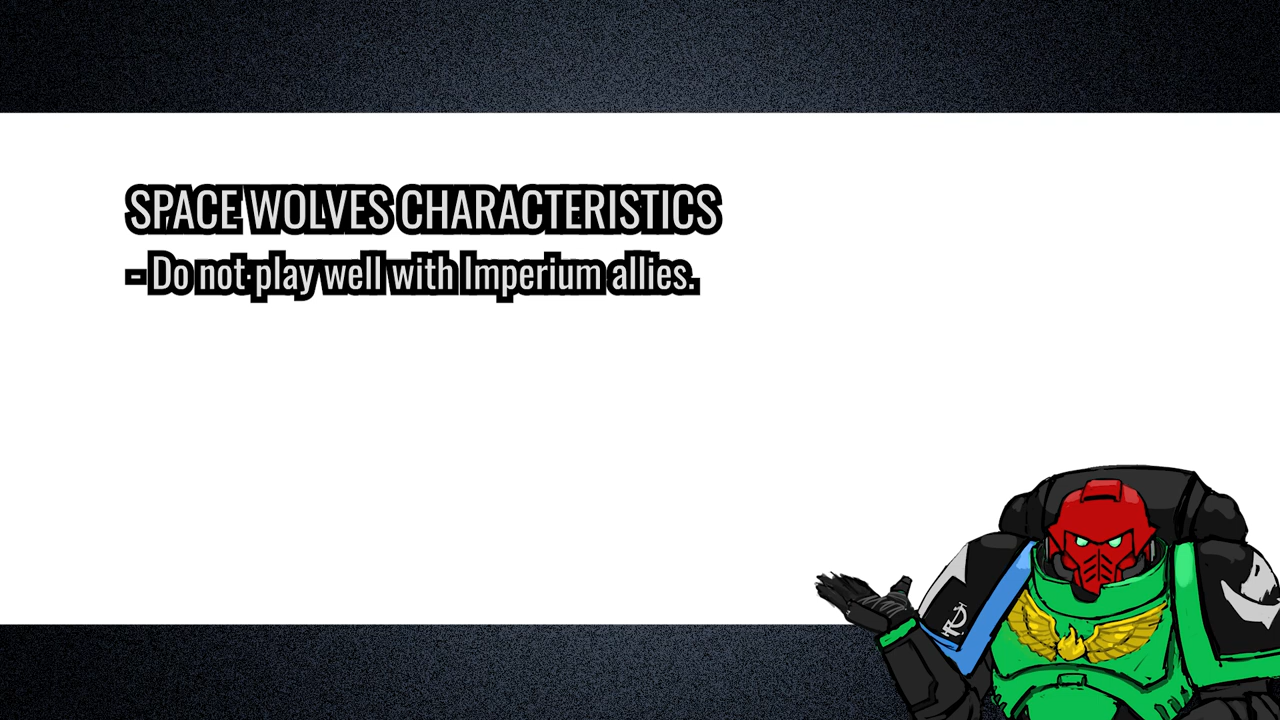 SPACE WOLVES CHARACTERISTICS
- Do not play well with Imperium allies.